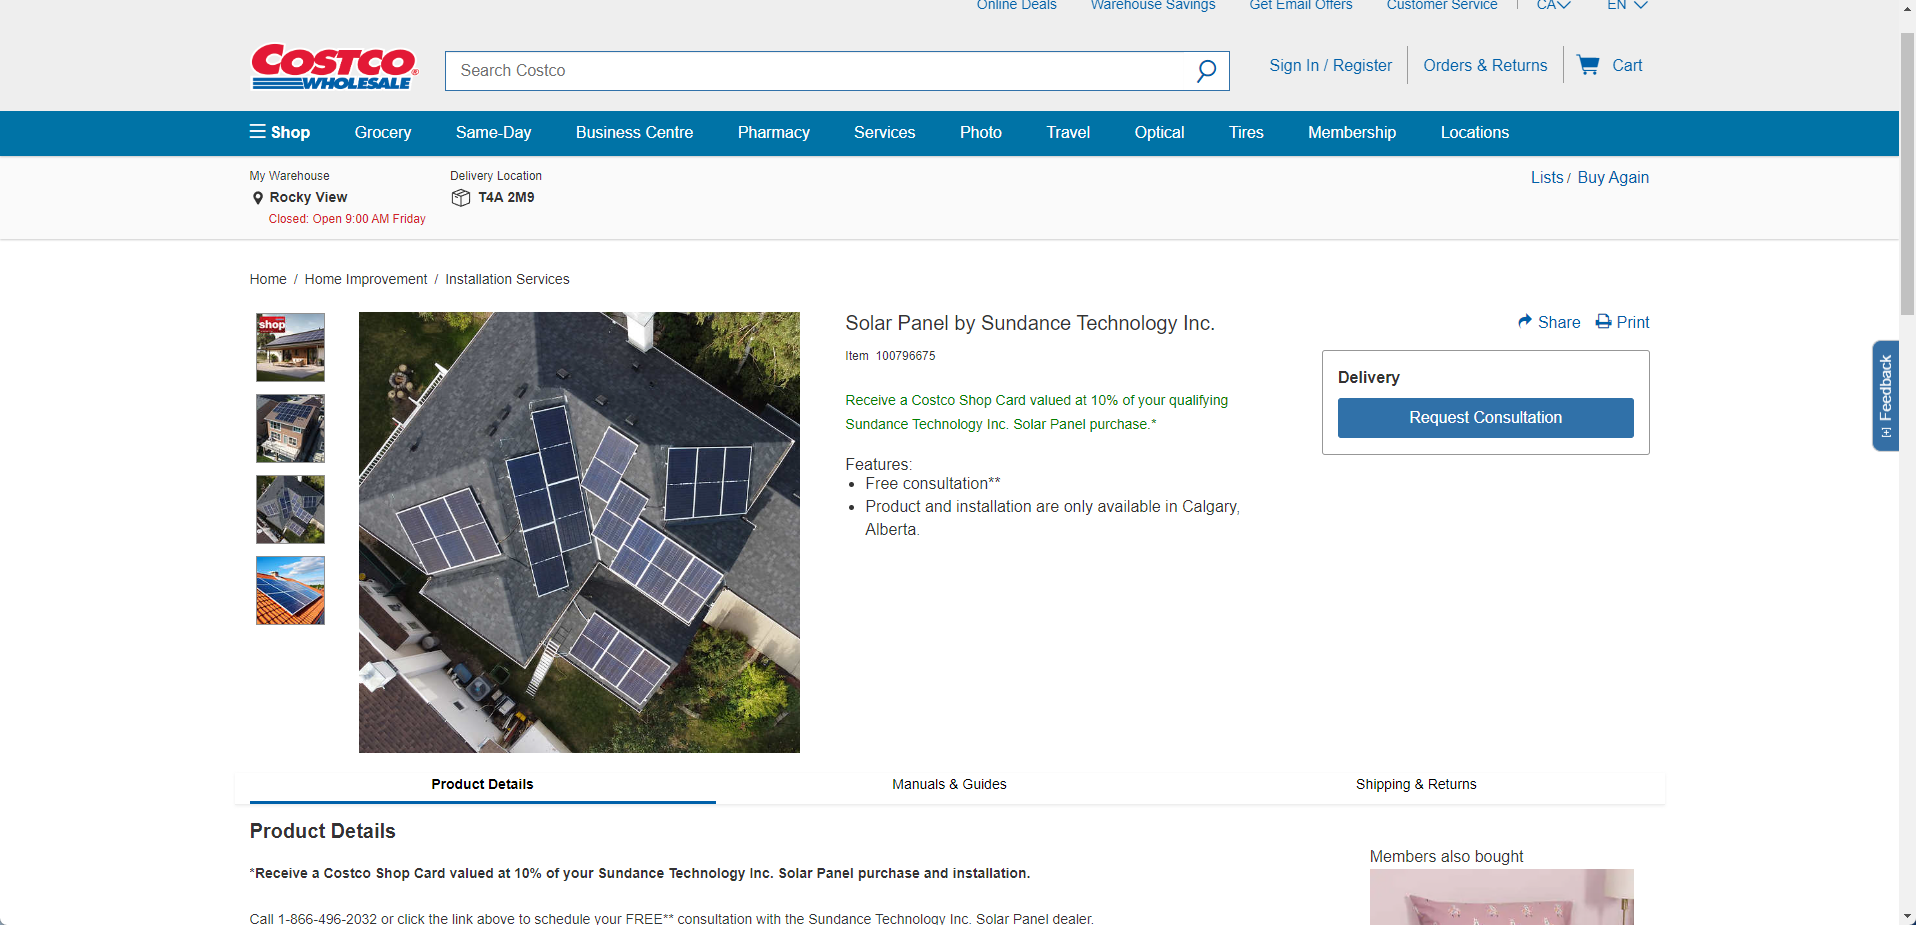 Online Deals
Warehouse Savings
Get Email Offers
Customer Service
CA
EN
COSTCO
WHOLESALE
Search Costco
Sign In / Register
Orders & Returns
Cart
Shop
Grocery
Same-Day
Business Centre
Pharmacy
Services
Photo
Travel
Optical
Tires
Membership
Locations
My Warehouse
Rocky View
Closed: Open 9:00 AM Friday
Delivery Location
T4A 2M9
Lists / Buy Again
Home / Home Improvement / Installation Services
shop
Solar Panel by Sundance Technology Inc.
Item 100796675
Receive a Costco Shop Card valued at 10% of your qualifying
Sundance Technology Inc. Solar Panel purchase.*
Features:
• Free consultation**
• Product and installation are only available in Calgary,
Alberta.
Share
Print
Delivery
Request Consultation
[+] Feedback
Product Details
Manuals & Guides
Shipping & Returns
Product Details
*Receive a Costco Shop Card valued at 10% of your Sundance Technology Inc. Solar Panel purchase and installation.
Call 1-866-496-2032 or click the link above to schedule your FREE** consultation with the Sundance Technology Inc. Solar Panel dealer.
Members also bought